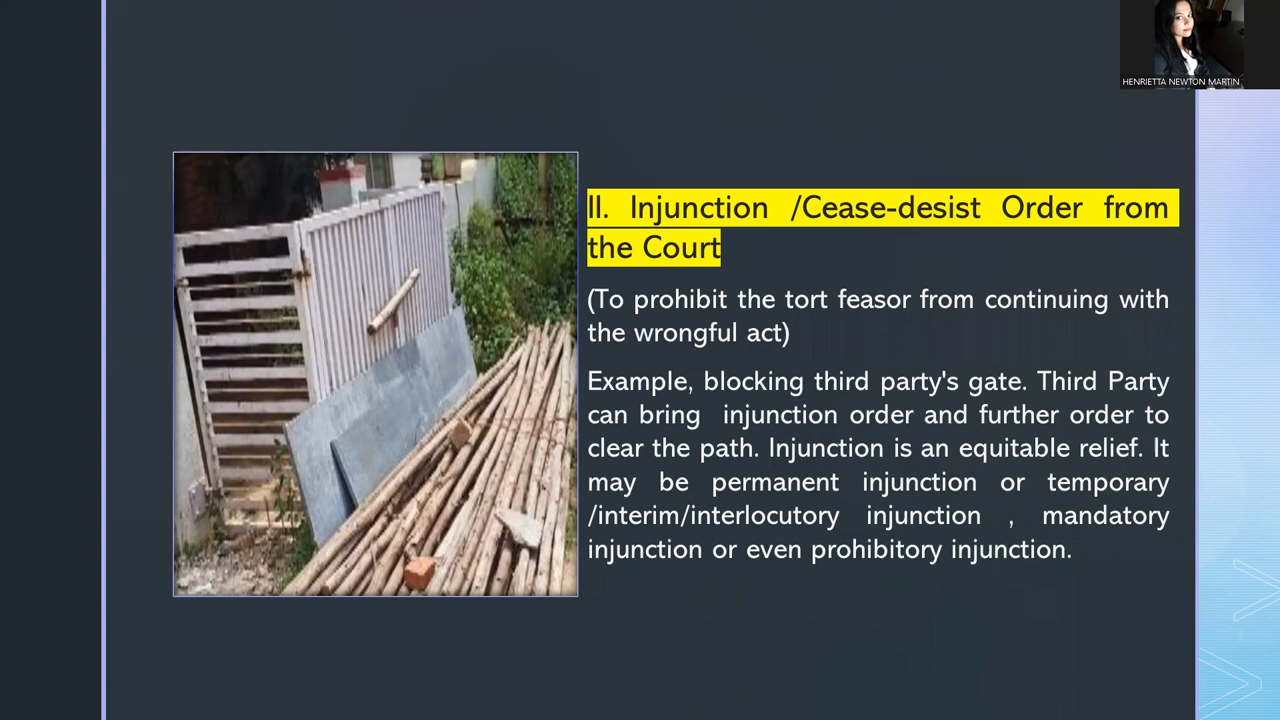 HENRIETTA NEWTON MARTIN
II. Injunction /Cease-desist Order from
the Court
(To prohibit the tort feasor from continuing with
the wrongful act)
Example, blocking third party's gate. Third Party
can bring injunction order and further order to
clear the path. Injunction is an equitable relief. It
may be permanent injunction or temporary
/interim/interlocutory injunction , mandatory
injunction or even prohibitory injunction.